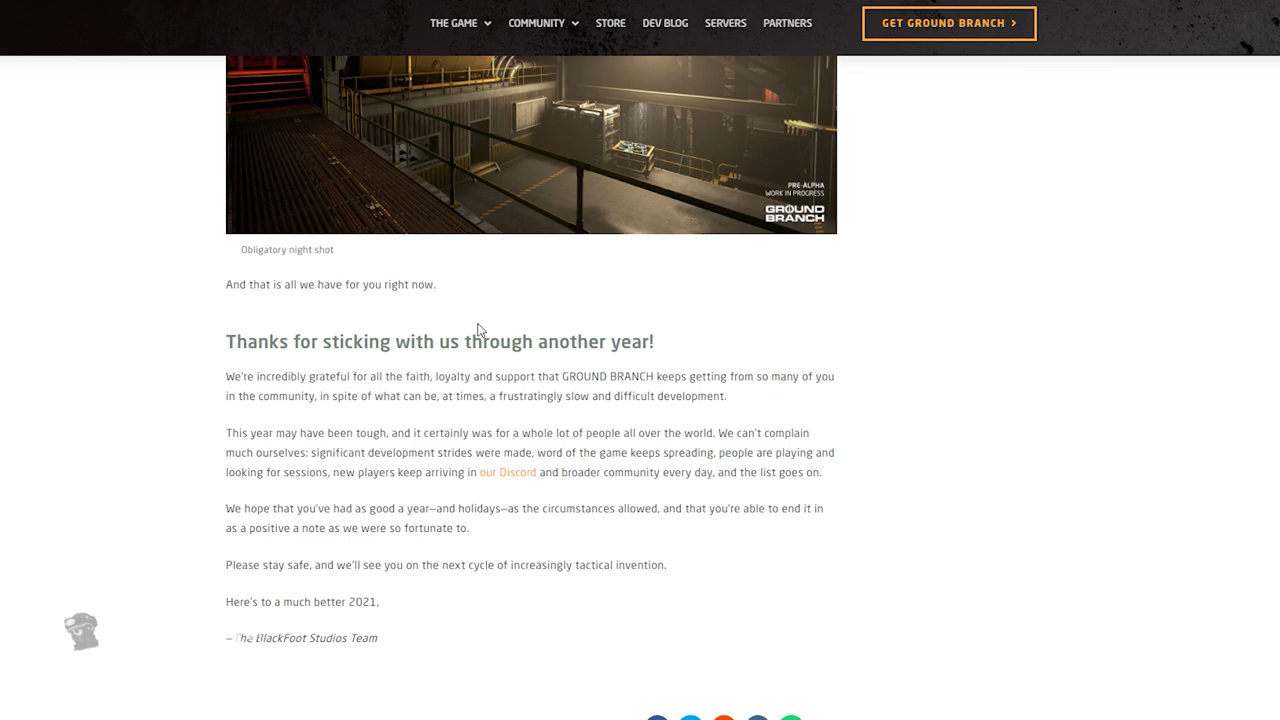 THE GAME COMMUNITY STORE DEV BLOG SERVERS PARTNERS GET GROUND BRANCH >
PRE-ALPHA
WORK IN PROGRESS
GROUND
BRANCH
Obligatory night shot
And that is all we have for you right now.
Thanks for sticking with us through another year!
We're incredibly grateful for all the faith, loyalty and support that GROUND BRANCH keeps getting from so many of you
in the community, in spite of what can be, at times, a frustratingly slow and difficult development.
This year may have been tough, and it certainly was for a whole lot of people all over the world. We can't complain
much ourselves: significant development strides were made, word of the game keeps spreading, people are playing and
looking for sessions, new players keep arriving in our Discord and broader community every day, and the list goes on.
We hope that you've had as good a year—and holidays—as the circumstances allowed, and that you're able to end it in
as a positive a note as we were so fortunate to.
Please stay safe, and we'll see you on the next cycle of increasingly tactical invention.
Here's to a much better 2021,
– The BlackFoot Studios Team